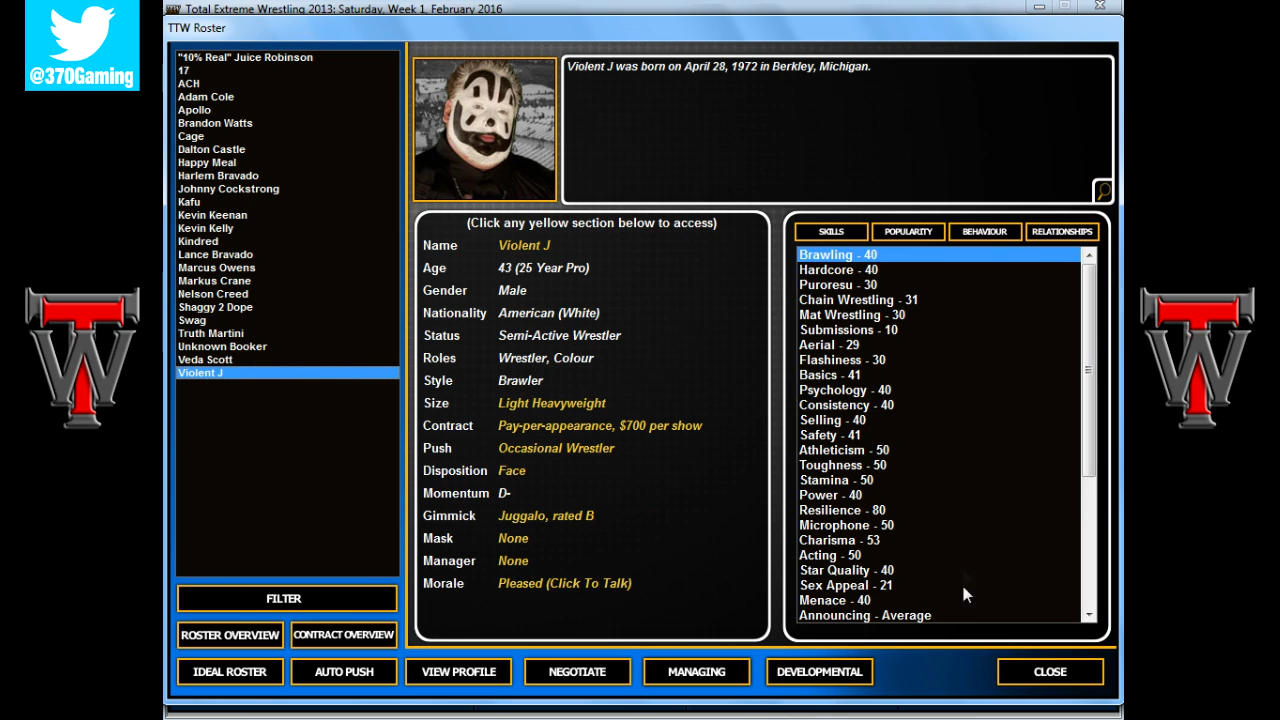 Total Extreme Wrestling 2013: Saturday, Week 1, February 2016
TTW Roster
@370Gaming
"10% Real" Juice Robinson
17
ACH
Adam Cole
Apollo
Brandon Watts
Cage
Dalton Castle
Happy Meal
Harlem Bravado
Johnny Cockstrong
Kafu
Kevin Keenan
Kevin Kelly
Kindred
Lance Bravado
Marcus Owens
Markus Crane
Nelson Creed
Shaggy 2 Dope
Swag
Truth Martini
Unknown Booker
Veda Scott
Violent J
FILTER
ROSTER OVERVIEW CONTRACT OVERVIEW
IDEAL ROSTER AUTO PUSH VIEW PROFILE NEGOTIATE MANAGING DEVELOPMENTAL CLOSE
Violent J was born on April 28, 1972 in Berkley, Michigan.
(Click any yellow section below to access)
Name Violent J
Age 43 (25 Year Pro)
Gender Male
Nationality American (White)
Status Semi-Active Wrestler
Roles Wrestler, Colour
Style Brawler
Size Light Heavyweight
Contract Pay-per-appearance, $700 per show
Push Occasional Wrestler
Disposition Face
Momentum D-
Gimmick Juggalo, rated B
Mask None
Manager None
Morale Pleased (Click To Talk)
SKILLS POPULARITY BEHAVIOUR RELATIONSHIPS
Brawling - 40
Hardcore - 40
Puroresu - 30
Chain Wrestling - 31
Mat Wrestling - 30
Submissions - 10
Aerial - 29
Flashiness - 30
Basics - 41
Psychology - 40
Consistency - 40
Selling - 40
Safety - 41
Athleticism - 50
Toughness - 50
Stamina - 50
Power - 40
Resilience - 80
Microphone - 50
Charisma - 53
Acting - 50
Star Quality - 40
Sex Appeal - 21
Menace - 40
Announcing - Average
TTW
TTW